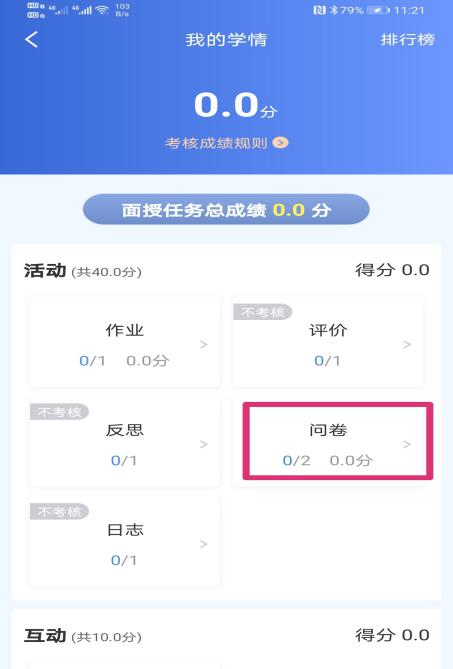 HD 46 46 103 B/s 79% 11:21
我的学情 排行榜
0.0分
考核成绩规则
面授任务总成绩 0.0 分
活动 (共40.0分) 得分 0.0
作业
0/1 0.0分
不考核
评价
0/1
不考核
反思
0/1
问卷
0/2 0.0分
不考核
日志
0/1
互动 (共10.0分) 得分 0.0